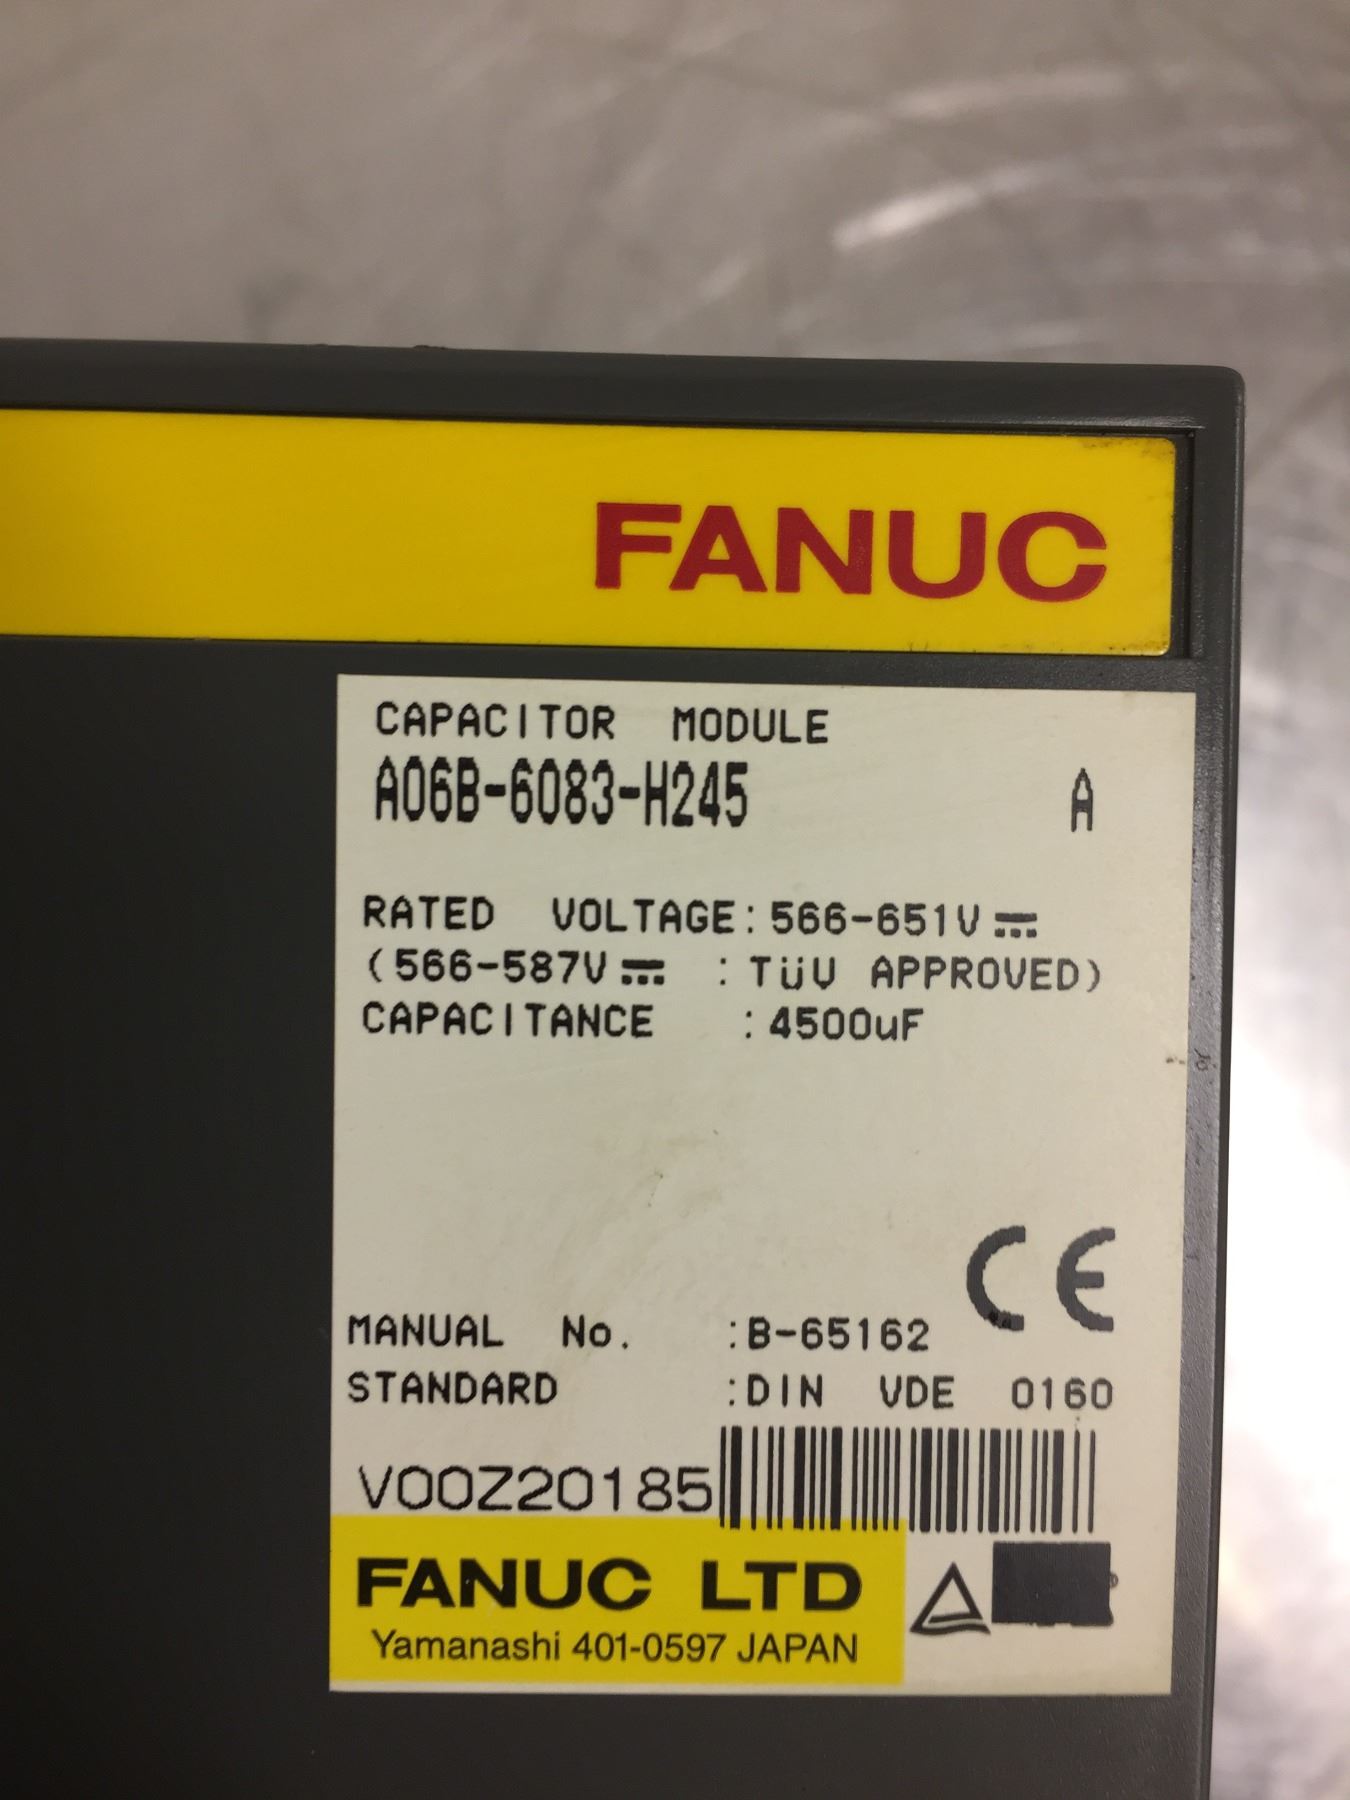 FANUC
CAPACITOR MODULE
A06B-6083-H245 A
RATED VOLTAGE: 566-651V⎓
(566-587V⎓ : TüV APPROVED)
CAPACITANCE : 4500uF
CE
MANUAL No. :B-65162
STANDARD :DIN VDE 0160
V00Z20185
FANUC LTD
Yamanashi 401-0597 JAPAN